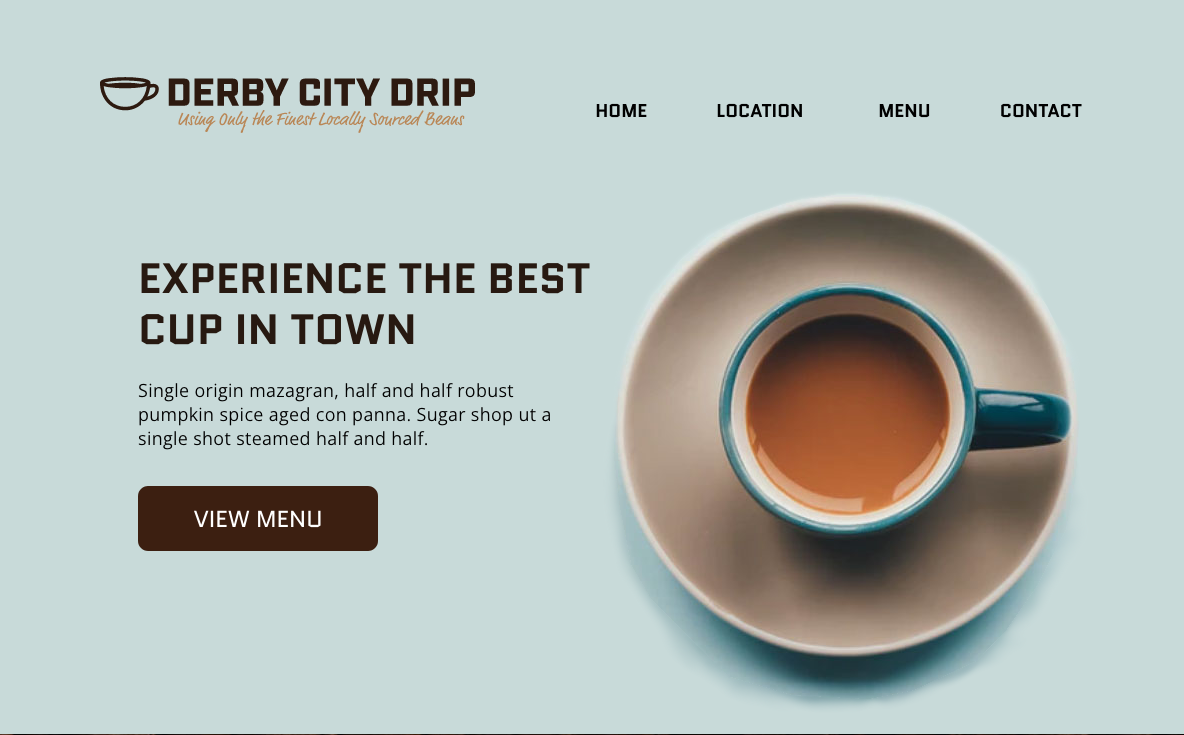 DERBY CITY DRIP
Using Only the Finest Locally Sourced Beans
HOME LOCATION MENU CONTACT
EXPERIENCE THE BEST
CUP IN TOWN
Single origin mazagran, half and half robust
pumpkin spice aged con panna. Sugar shop ut a
single shot steamed half and half.
VIEW MENU